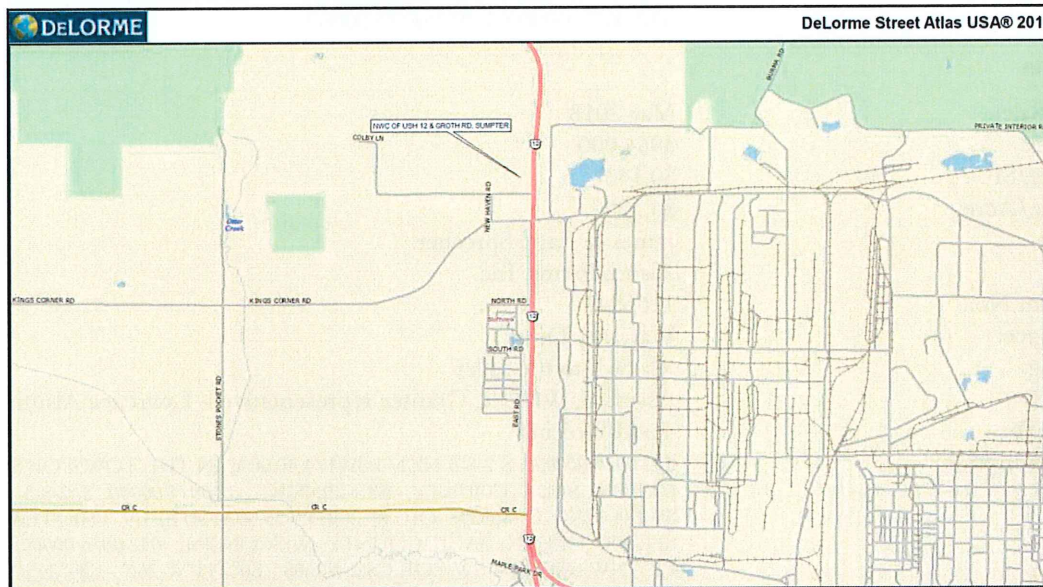 DELORME
DeLorme Street Atlas USA® 201
BURMA RD
NWC OF USH 12 & GROTH RD, SUMPTER
PRIVATE INTERIOR R
COLBY LN
12
NEW HAVEN RD
Otter
Creek
KINGS CORNER RD
KINGS CORNER RD
NORTH RD
12
SOUTH RD
STONES POCKET RD
EAST RD
CR C
CR C
CR C
12
MAPLE PARK DR